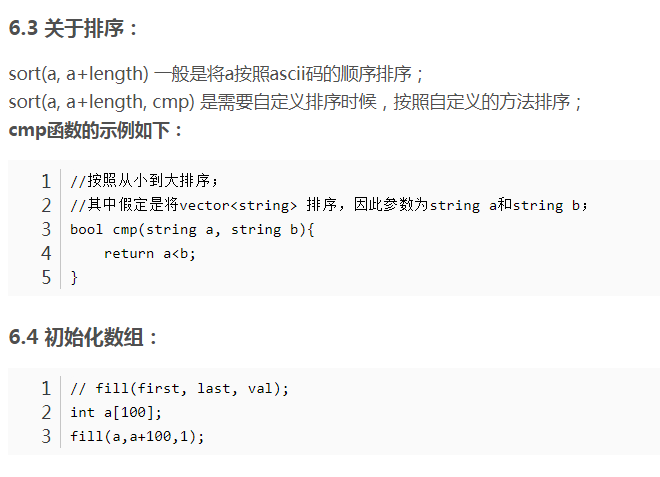 6.3 关于排序：
sort(a, a+length) 一般是将a按照ascii码的顺序排序；
sort(a, a+length, cmp) 是需要自定义排序时候，按照自定义的方法排序；
cmp函数的示例如下：
1 //按照从小到大排序；
2 //其中假定是将vector<string> 排序，因此参数为string a和string b；
3 bool cmp(string a, string b){
4     return a<b;
5 }
6.4 初始化数组：
1 // fill(first, last, val);
2 int a[100];
3 fill(a,a+100,1);